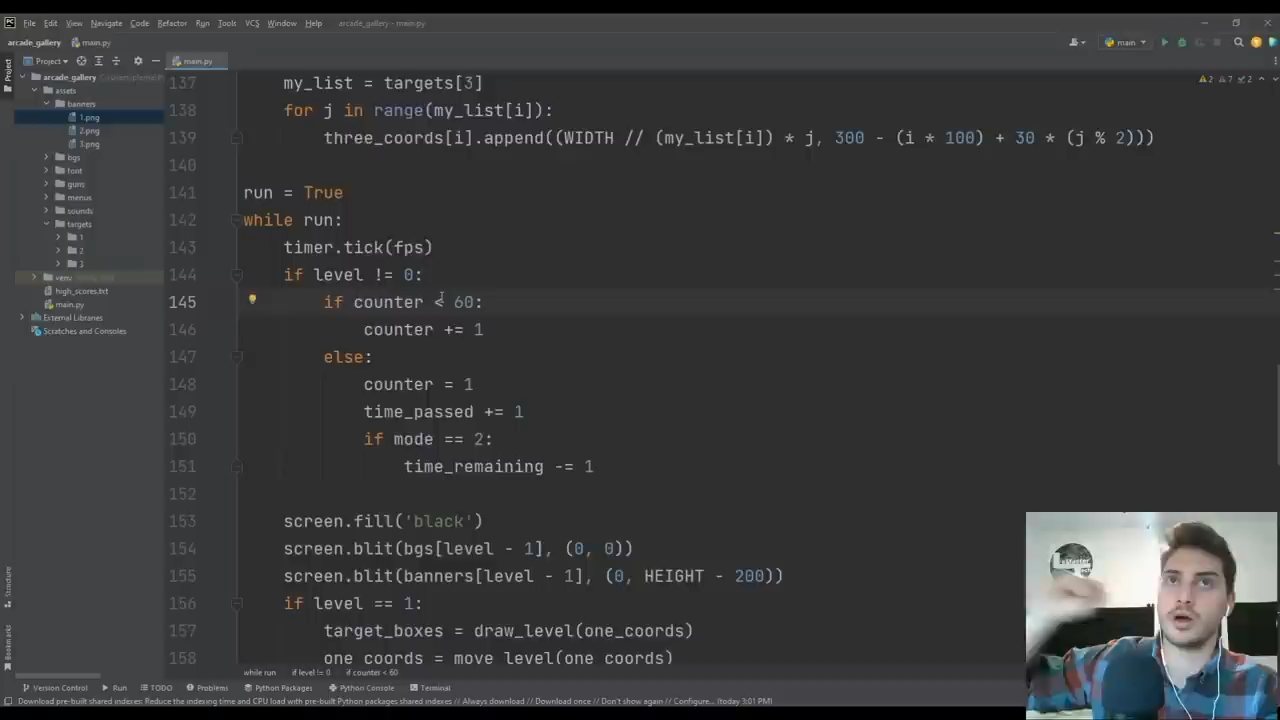 File Edit View Navigate Code Refactor Run Tools VCS Window Help arcade_gallery - main.py
arcade_gallery main.py main
Project main.py
arcade_gallery
assets
banners
1.png
2.png
3.png
bgs
font
guns
menus
sounds
targets
1
2
3
venv
high_scores.txt
main.py
External Libraries
Scratches and Consoles
Project
Structure
Bookmarks
2 7 2
137 my_list = targets[3]
138 for j in range(my_list[i]):
139 three_coords[i].append((WIDTH // (my_list[i]) * j, 300 - (i * 100) + 30 * (j % 2)))
140
141 run = True
142 while run:
143 timer.tick(fps)
144 if level != 0:
145 if counter < 60:
146 counter += 1
147 else:
148 counter = 1
149 time_passed += 1
150 if mode == 2:
151 time_remaining -= 1
152
153 screen.fill('black')
154 screen.blit(bgs[level - 1], (0, 0))
155 screen.blit(banners[level - 1], (0, HEIGHT - 200))
156 if level == 1:
157 target_boxes = draw_level(one_coords)
158 one_coords = move_level(one_coords)
while run if level != 0 if counter < 60
Version Control Run TODO Problems Python Packages Python Console Terminal
Download pre-built shared indexes: Reduce the indexing time and CPU load with pre-built Python packages shared indexes // Always download // Download once // Don't show again // Configure... (today 3:01 PM)